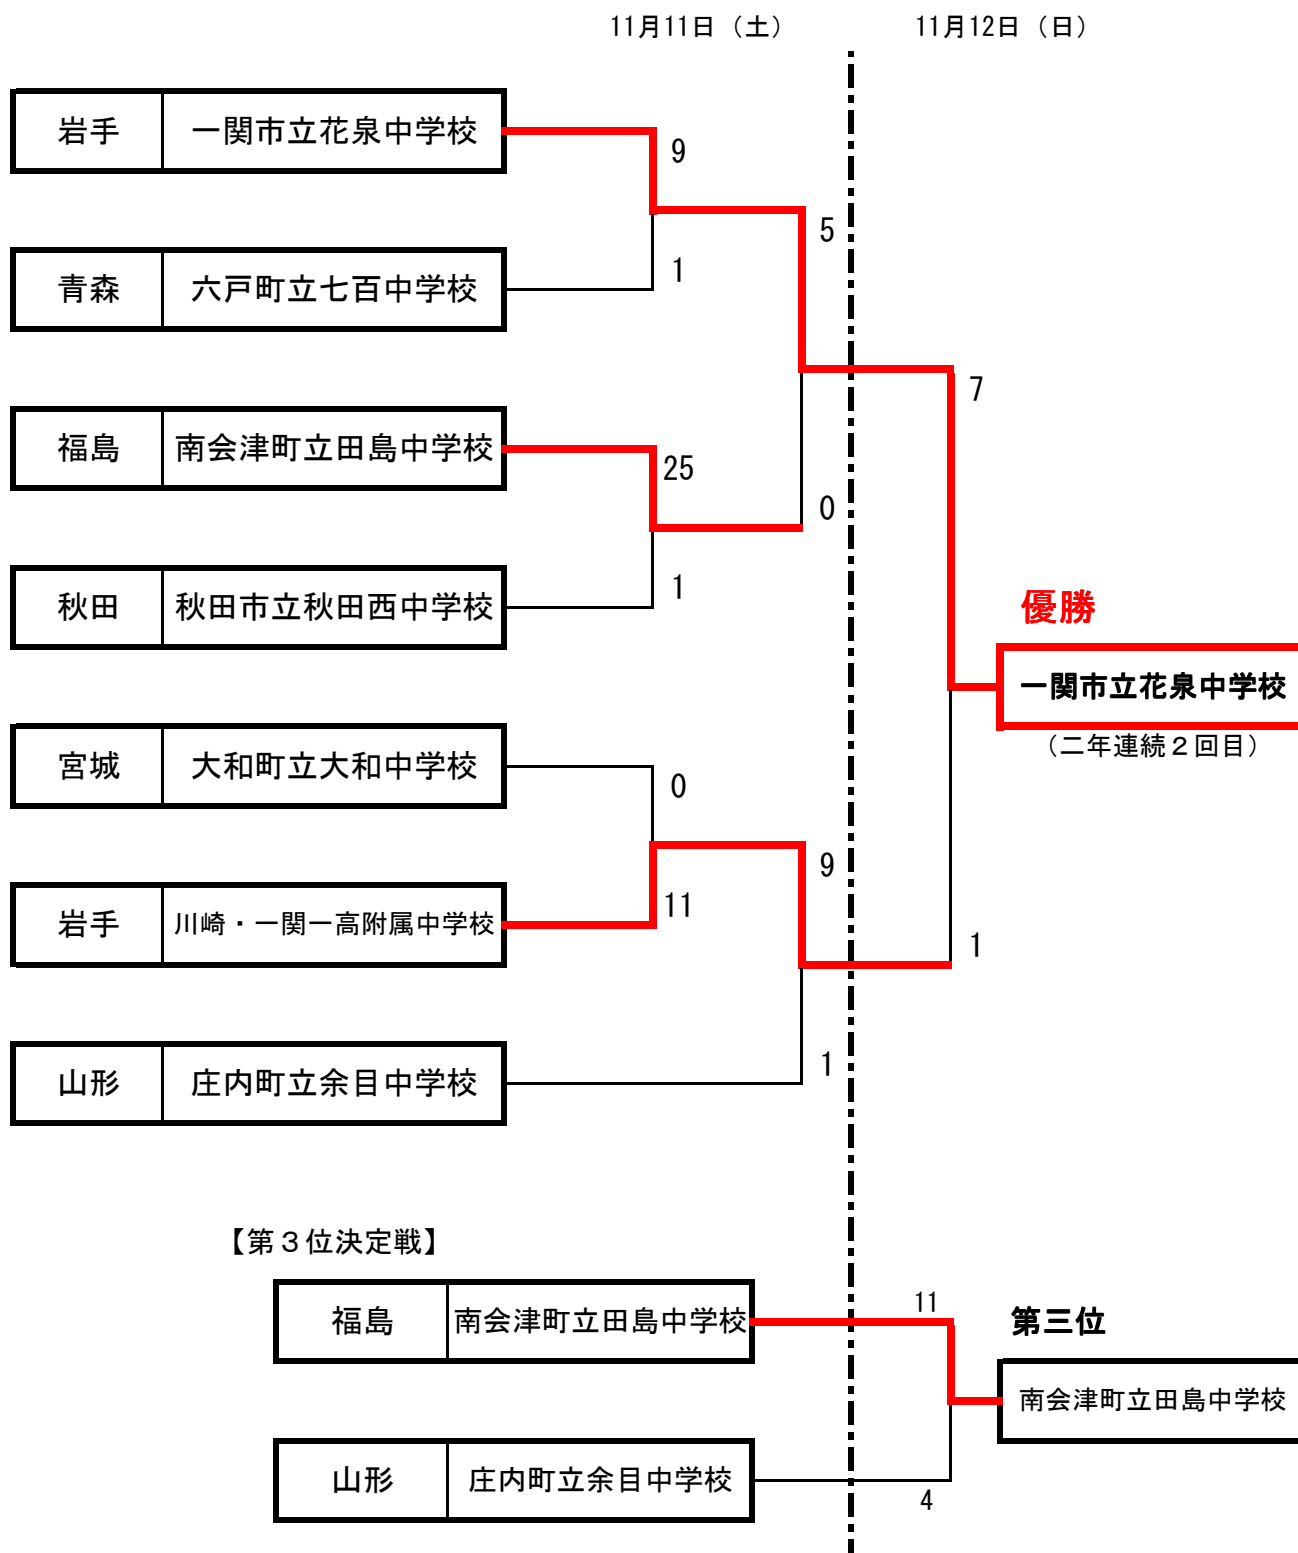 11月11日（土） 11月12日（日）
岩手 一関市立花泉中学校
9
5
青森 六戸町立七百中学校
1
7
福島 南会津町立田島中学校
25
0
秋田 秋田市立秋田西中学校
1
優勝
一関市立花泉中学校
（二年連続２回目）
宮城 大和町立大和中学校
0
9
岩手 川崎・一関一高附属中学校
11
1
山形 庄内町立余目中学校
1
【第３位決定戦】
福島 南会津町立田島中学校
11
第三位
南会津町立田島中学校
山形 庄内町立余目中学校
4